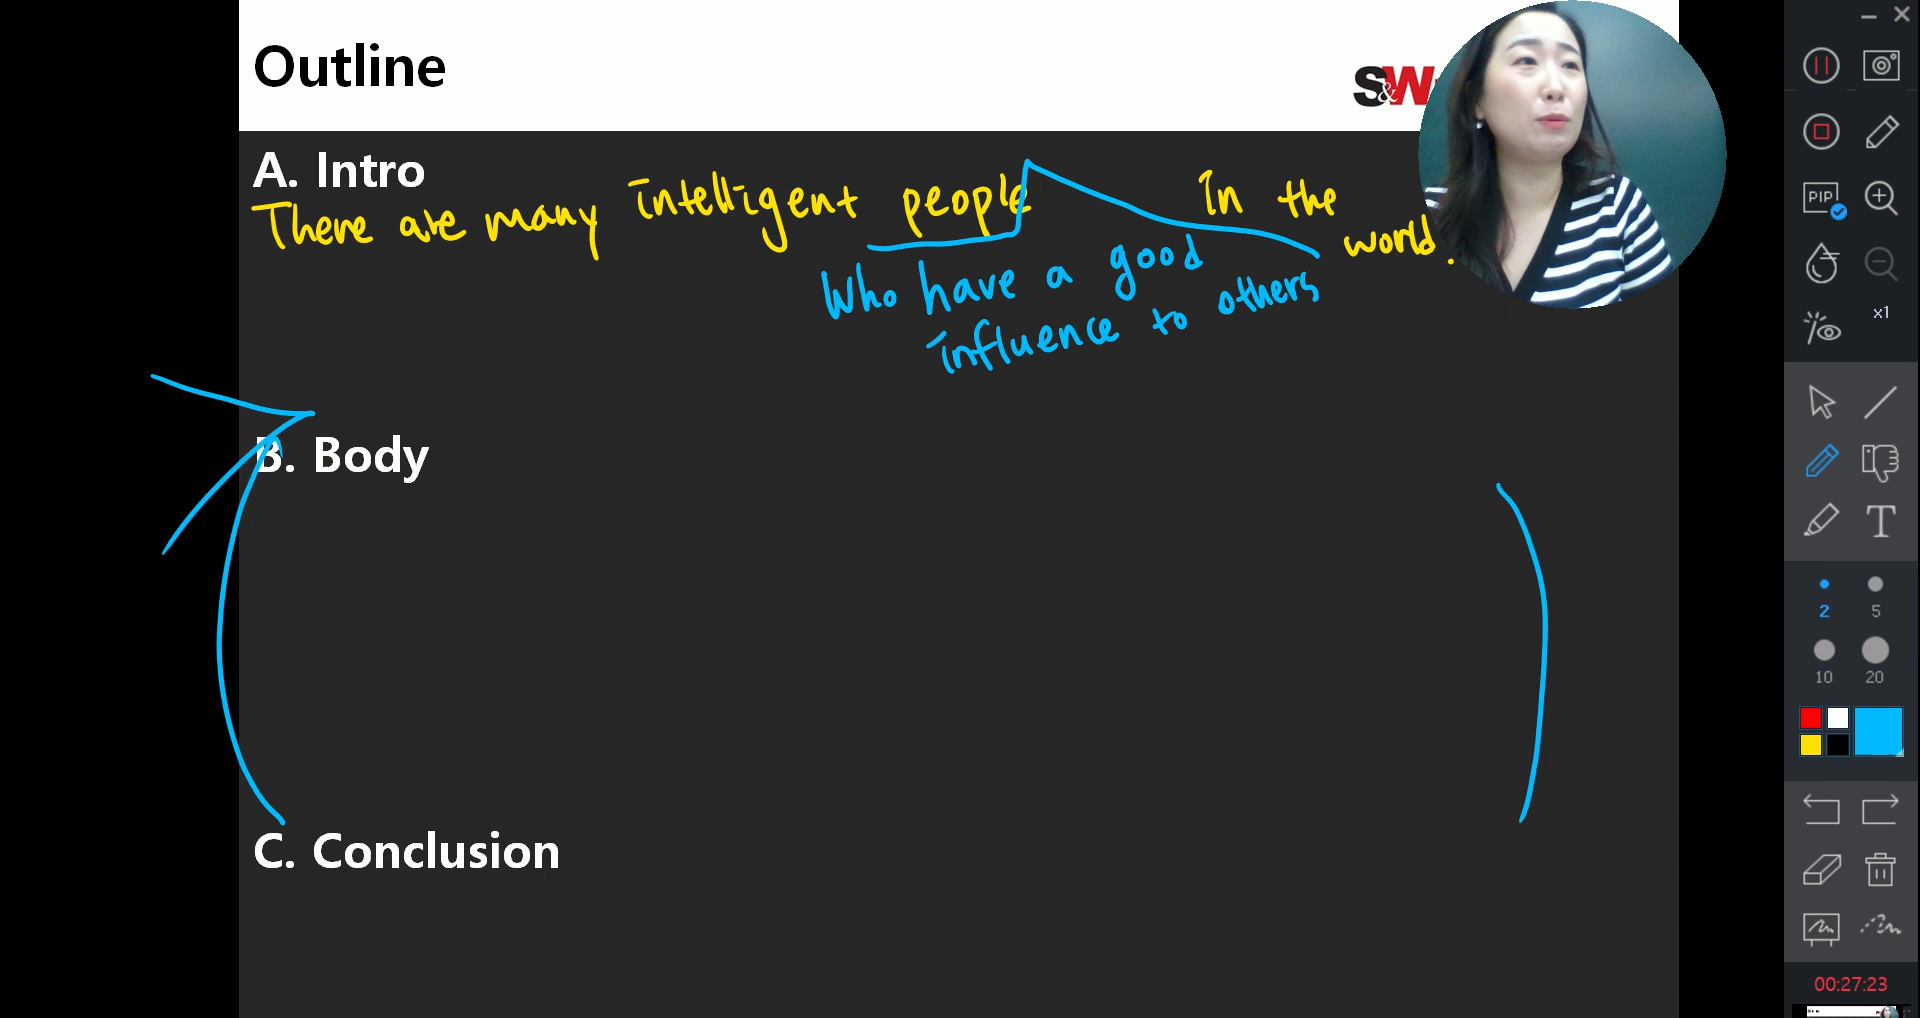 Outline
S&W
A. Intro
There are many intelligent people in the
world.
Who have a good
influence to others
B. Body
C. Conclusion
PIP
x1
T
2 5
10 20
00:27:23